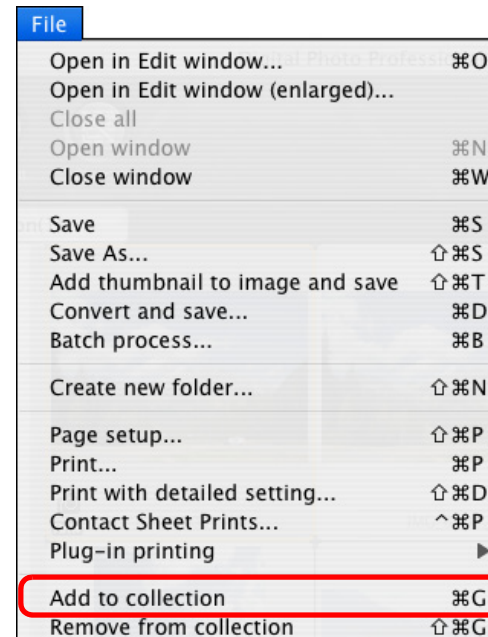 File
Open in Edit window... ⌘O
Open in Edit window (enlarged)...
Close all
Open window ⌘N
Close window ⌘W
Save ⌘S
Save As... ⇧⌘S
Add thumbnail to image and save ⇧⌘T
Convert and save... ⌘D
Batch process... ⌘B
Create new folder... ⇧⌘N
Page setup... ⇧⌘P
Print... ⌘P
Print with detailed setting... ⇧⌘D
Contact Sheet Prints... ^⌘P
Plug-in printing ▶
Add to collection ⌘G
Remove from collection ⇧⌘G